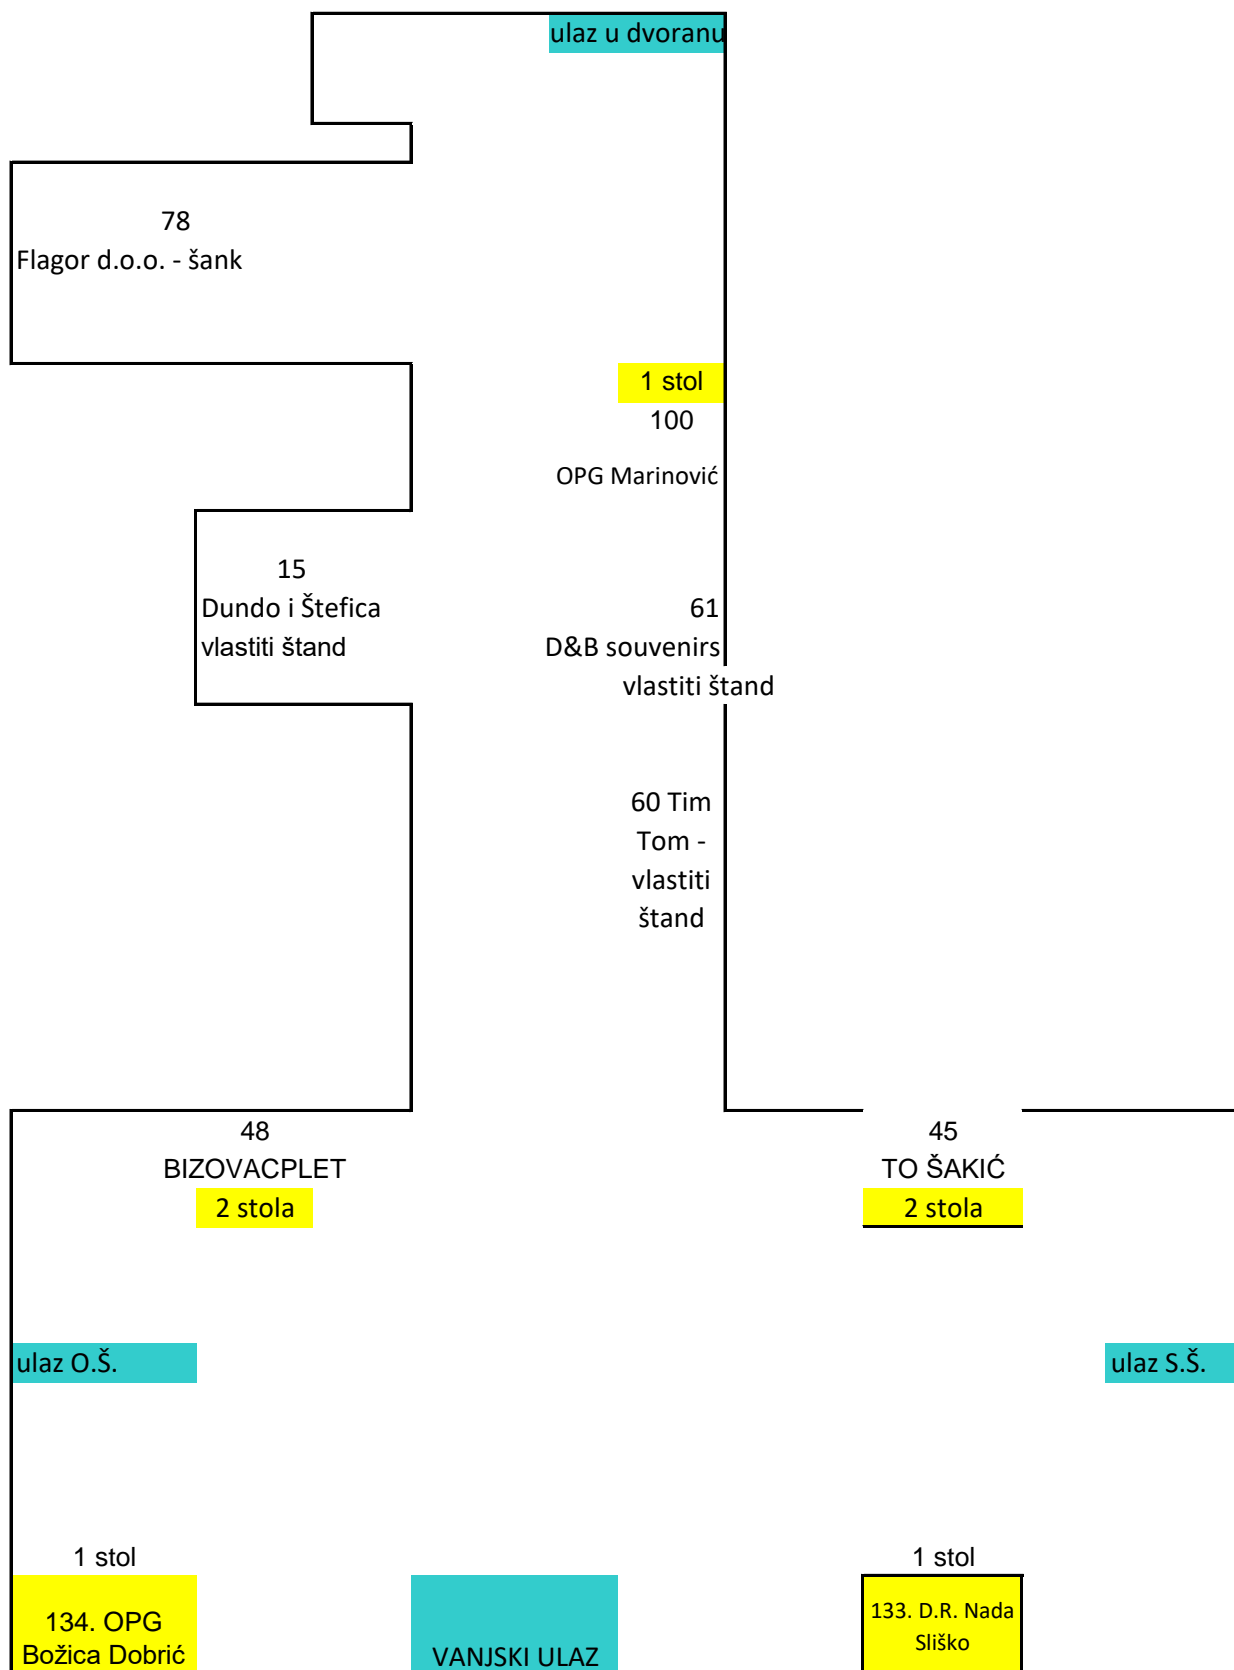 ulaz u dvoranu
78
Flagor d.o.o. - šank
1 stol
100
OPG Marinović
15
Dundo i Štefica
vlastiti štand
61
D&B souvenirs
vlastiti štand
60 Tim
Tom -
vlastiti
štand
48
BIZOVACPLET
2 stola
45
TO ŠAKIĆ
2 stola
ulaz O.Š.
ulaz S.Š.
1 stol
134. OPG
Božica Dobrić
VANJSKI ULAZ
1 stol
133. D.R. Nada
Sliško